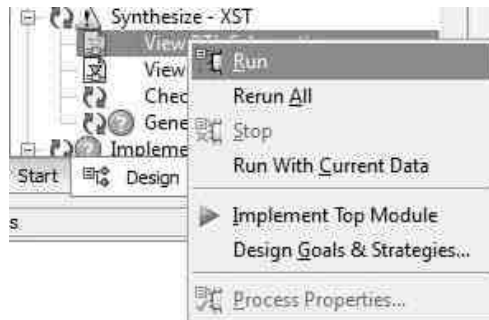 Synthesize - XST
View
Run
View
Chec
Rerun All
Gene
Stop
Impleme
Run With Current Data
Start
Design
s
Implement Top Module
Design Goals & Strategies...
Process Properties...